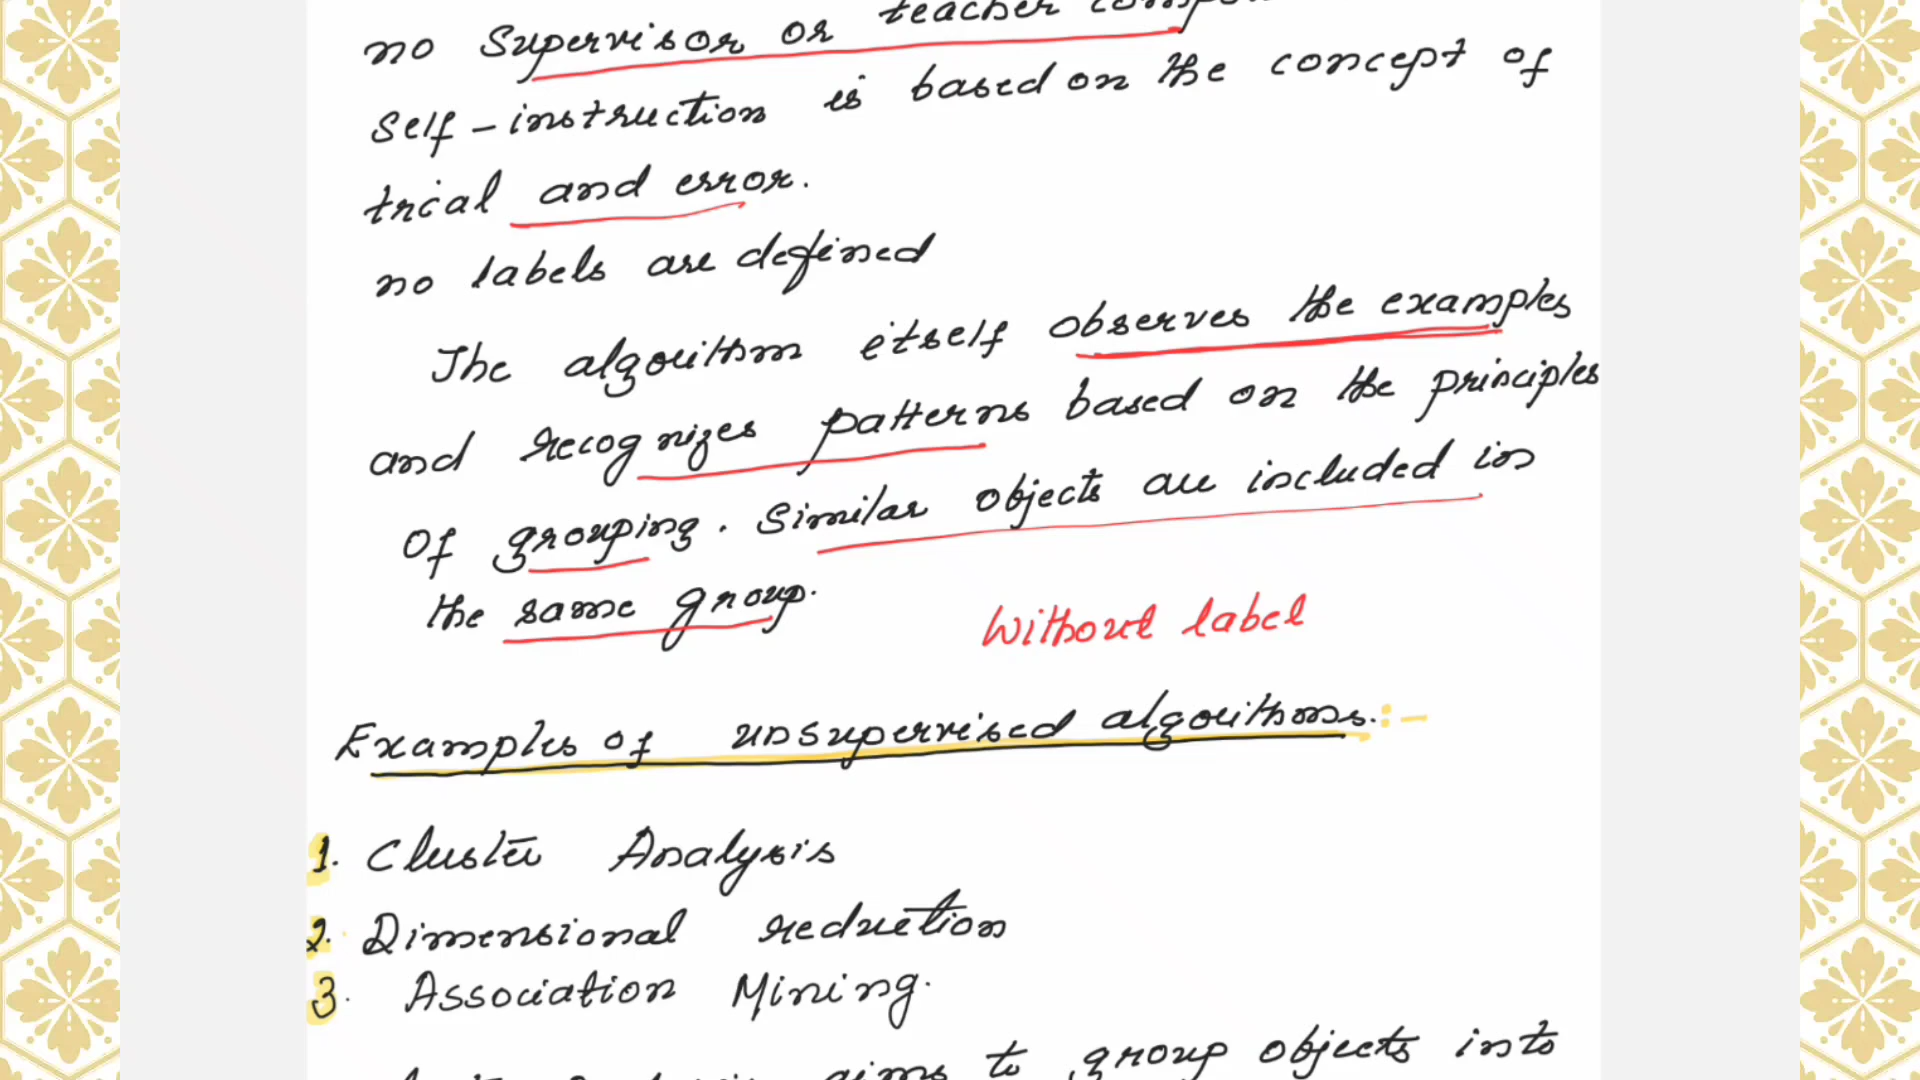 no Supervisor or teacher
self-instruction is based on the concept of
trial and error.
no labels are defined
The algorithm itself observes the examples
and recognizes patterns based on the principles
of grouping. Similar objects are included in
the same group.
Without label
Examples of unsupervised algorithms. :-
1. Cluster Analysis
2. Dimensional reduction
3. Association Mining.
aims to group objects into